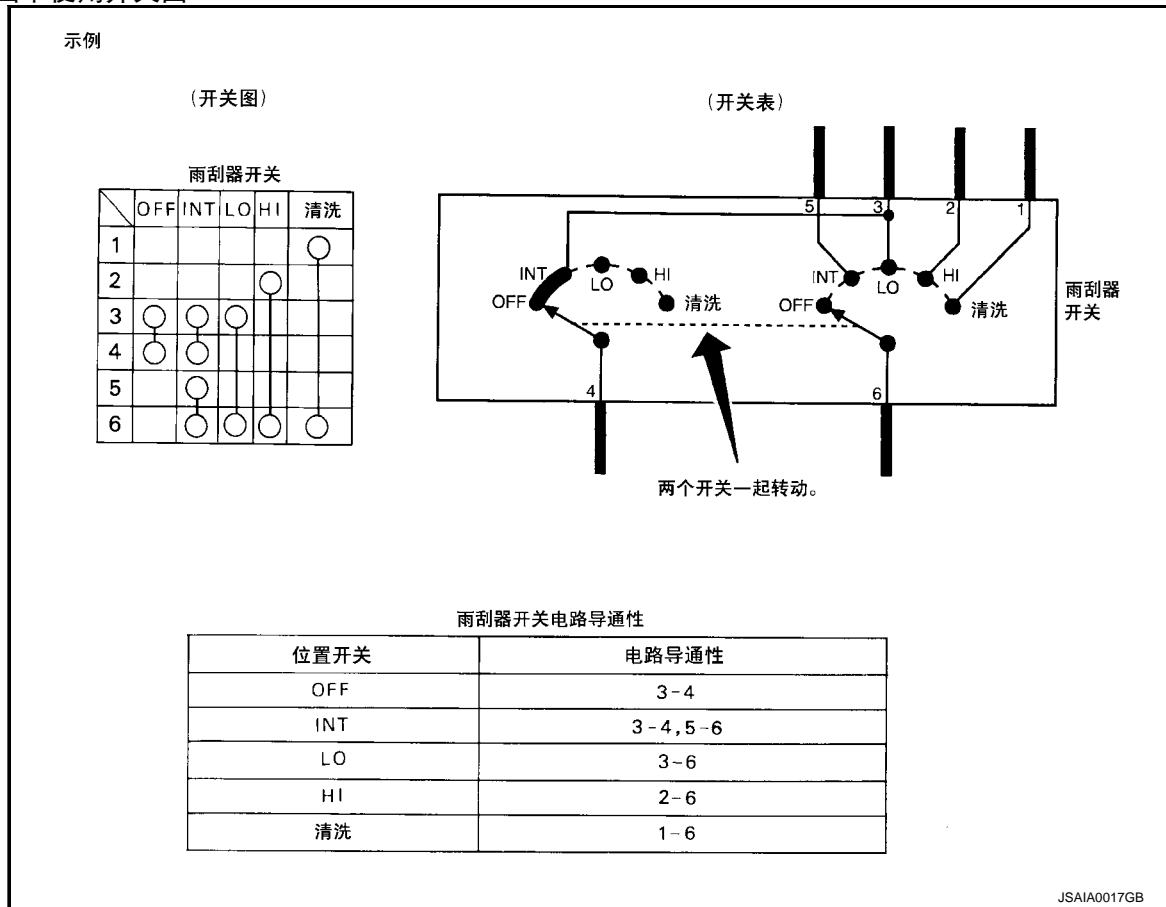 示例
(开关图)
(开关表)
雨刮器开关
OFF INT LO HI 清洗
1
2
3
4
5
6
5 3 2 1
INT LO HI 清洗 OFF
INT LO HI 清洗 OFF
雨刮器
开关
4 6
两个开关一起转动。
雨刮器开关电路导通性
位置开关 电路导通性
OFF 3-4
INT 3-4,5-6
LO 3-6
HI 2-6
清洗 1-6
JSAIA0017GB